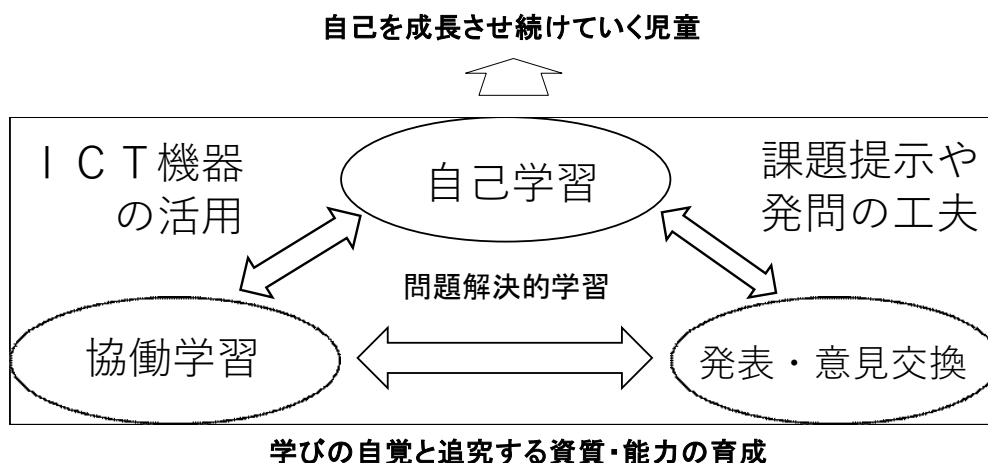 自己を成長させ続けていく児童
ＩＣＴ機器
の活用
自己学習
課題提示や
発問の工夫
問題解決的学習
協働学習
発表・意見交換
学びの自覚と追究する資質・能力の育成